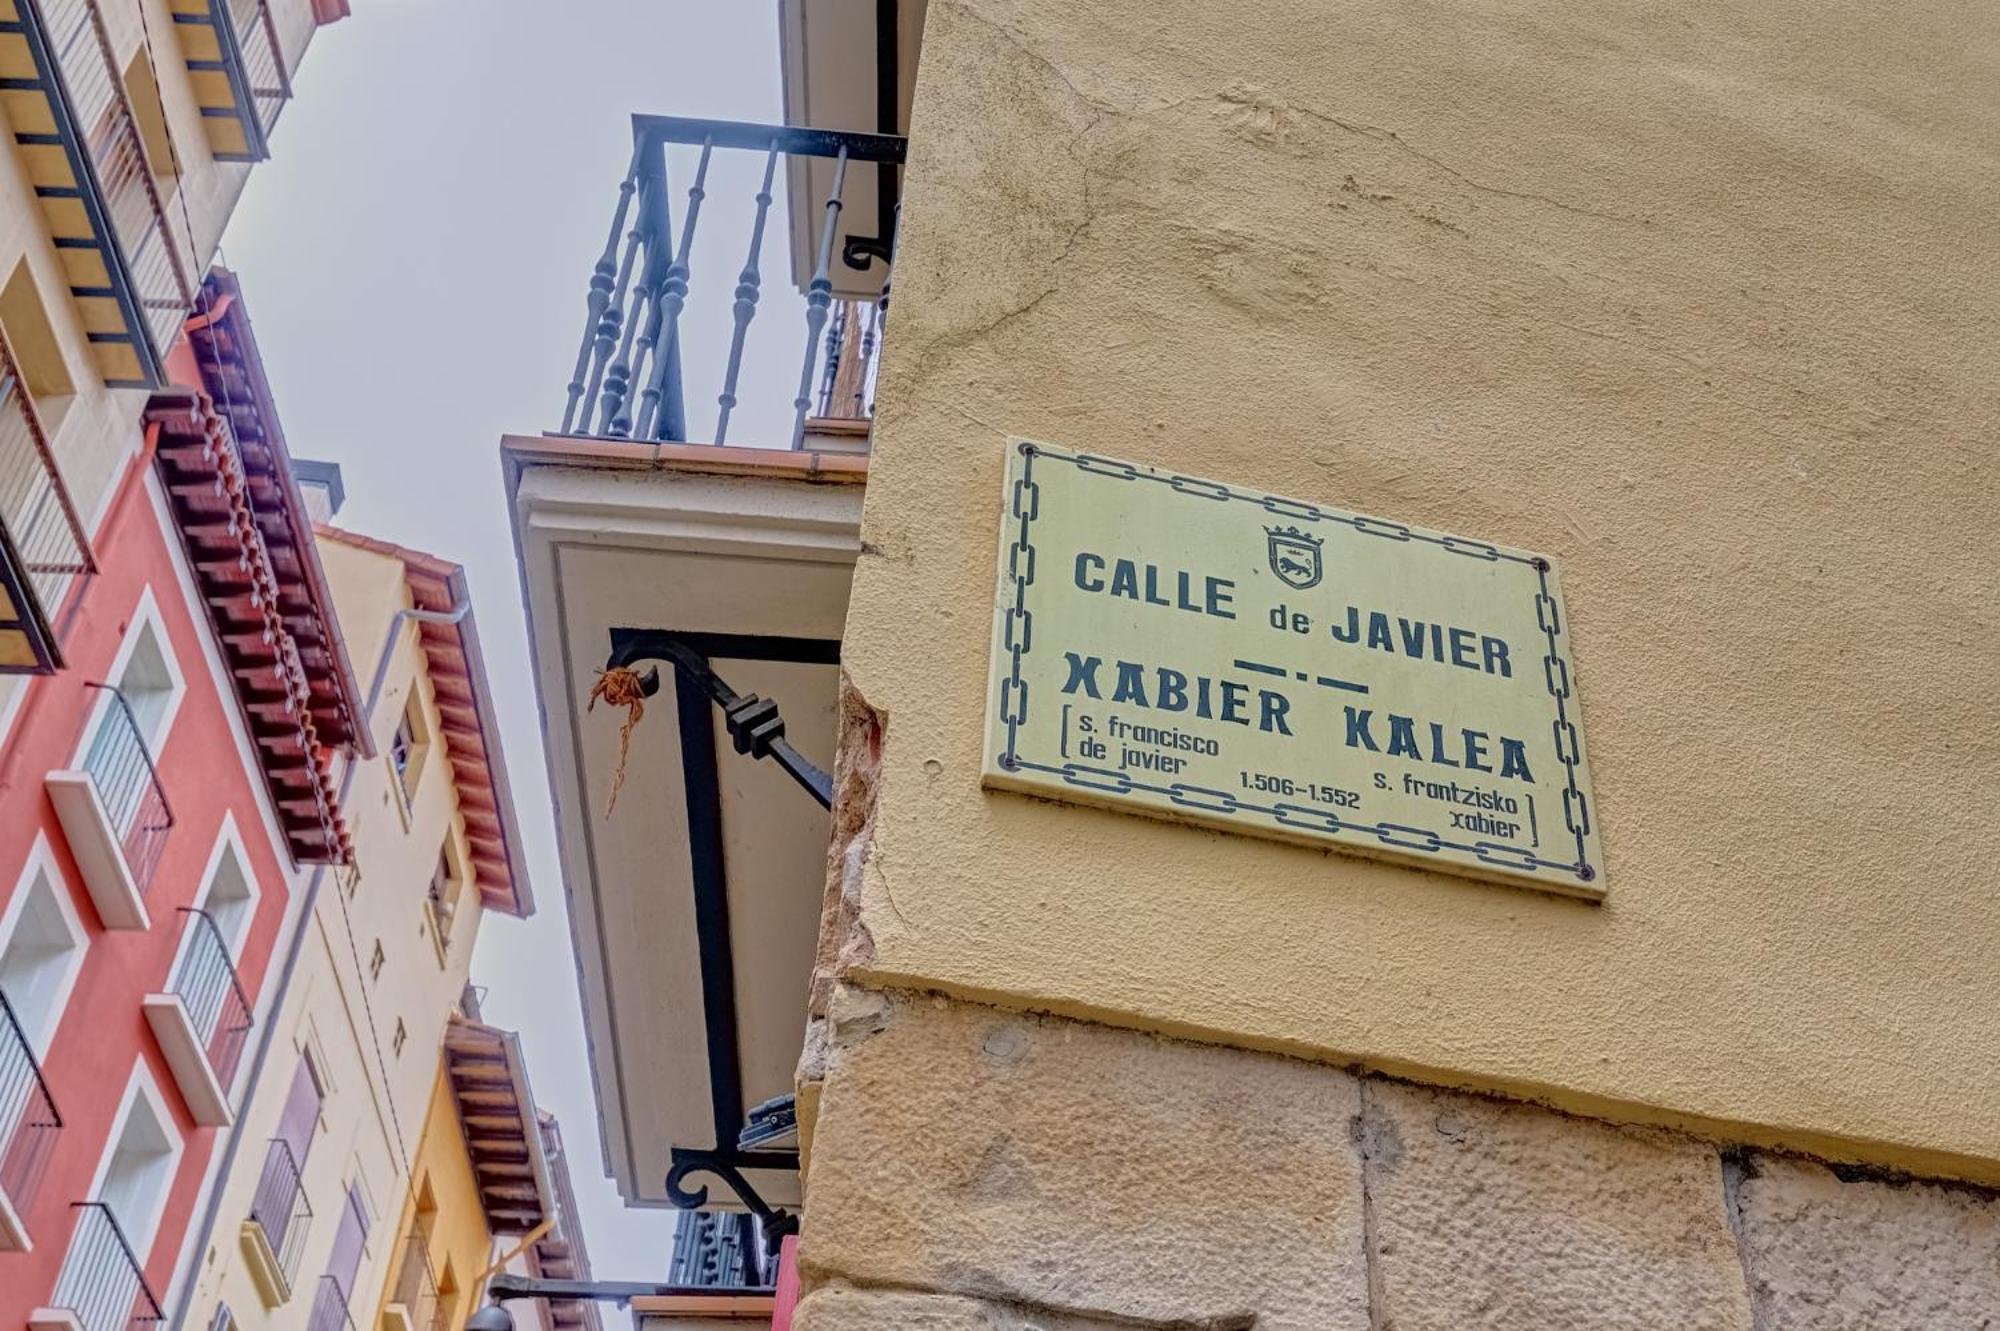 CALLE de JAVIER
XABIER KALEA
[s. francisco
de javier
1.506-1.552
s. frantzisko]
xabier